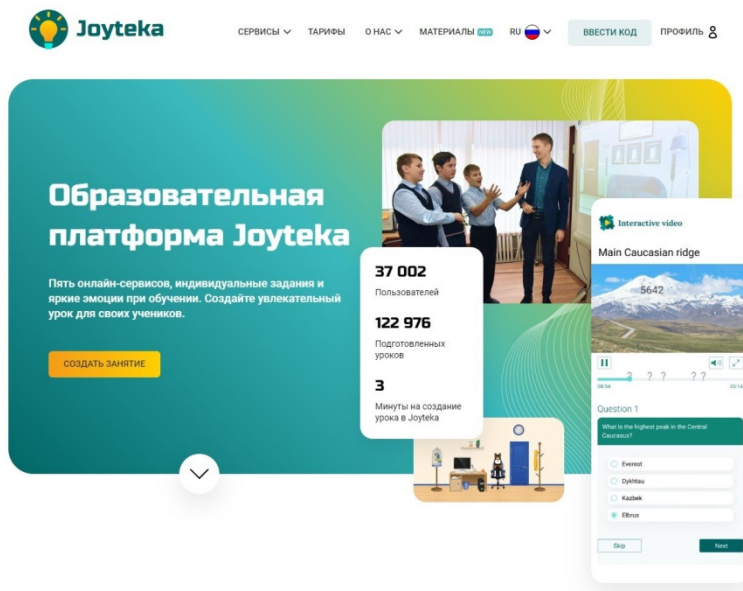 Joyteka
СЕРВИСЫ
ТАРИФЫ
О НАС
МАТЕРИАЛЫ NEW
RU
ВВЕСТИ КОД
ПРОФИЛЬ
Образовательная
платформа Joyteka
Пять онлайн-сервисов, индивидуальные задания и
яркие эмоции при обучении. Создайте увлекательный
урок для своих учеников.
СОЗДАТЬ ЗАНЯТИЕ
37 002
Пользователей
122 976
Подготовленных
уроков
3
Минуты на создание
урока в Joyteka
Interactive video
Main Caucasian ridge
5642
? ? ? ? ?
Question 1
What is the highest peak in the Central
Caucasus?
Everest
Dykhtau
Kazbek
Elbrus
Skip
Next